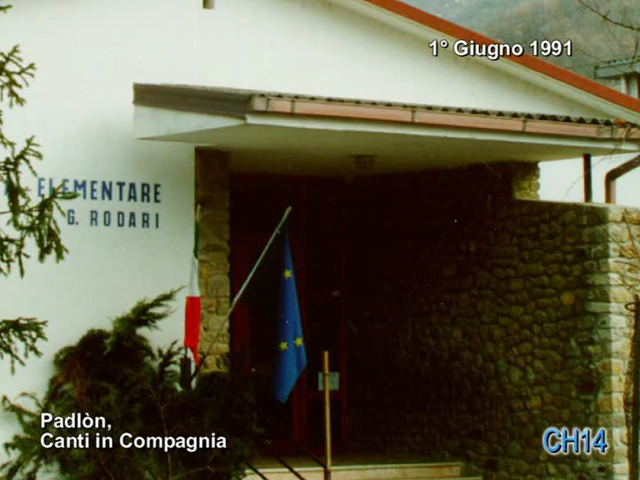 1° Giugno 1991
ELEMENTARE
G. RODARI
Padlòn,
Canti in Compagnia
CH14